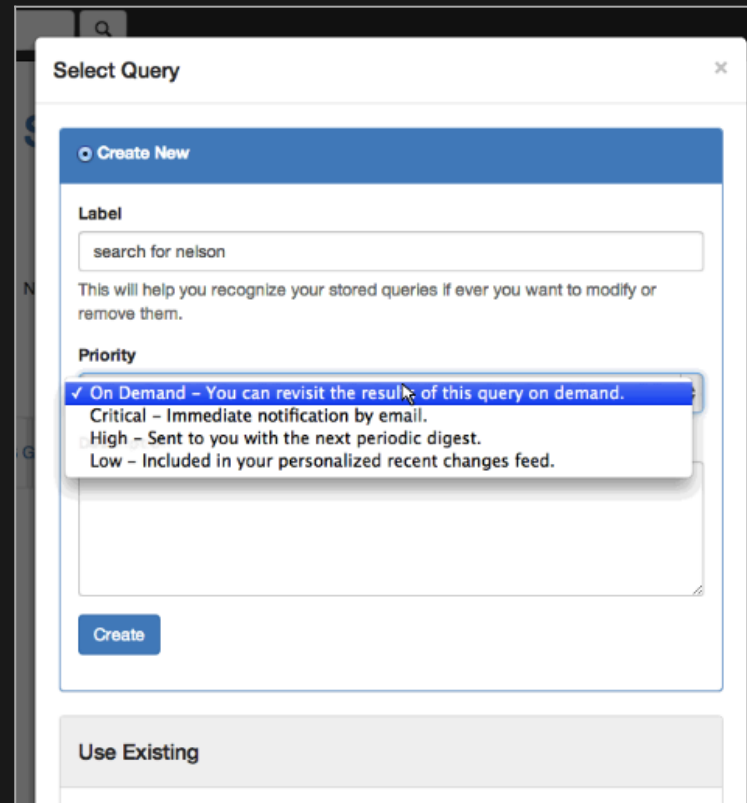 Select Query ×
Create New
Label
search for nelson
This will help you recognize your stored queries if ever you want to modify or
remove them.
Priority
✓ On Demand – You can revisit the results of this query on demand.
Critical – Immediate notification by email.
High – Sent to you with the next periodic digest.
Low – Included in your personalized recent changes feed.
Create
Use Existing